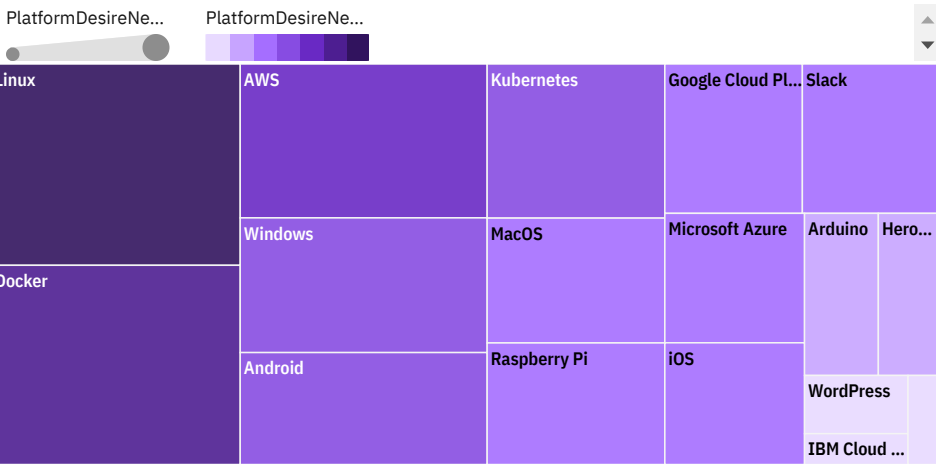 PlatformDesireNe...
PlatformDesireNe...
Linux
AWS
Kubernetes
Google Cloud Pl...
Slack
Windows
MacOS
Microsoft Azure
Arduino
Hero...
Docker
Android
Raspberry Pi
iOS
WordPress
IBM Cloud ...